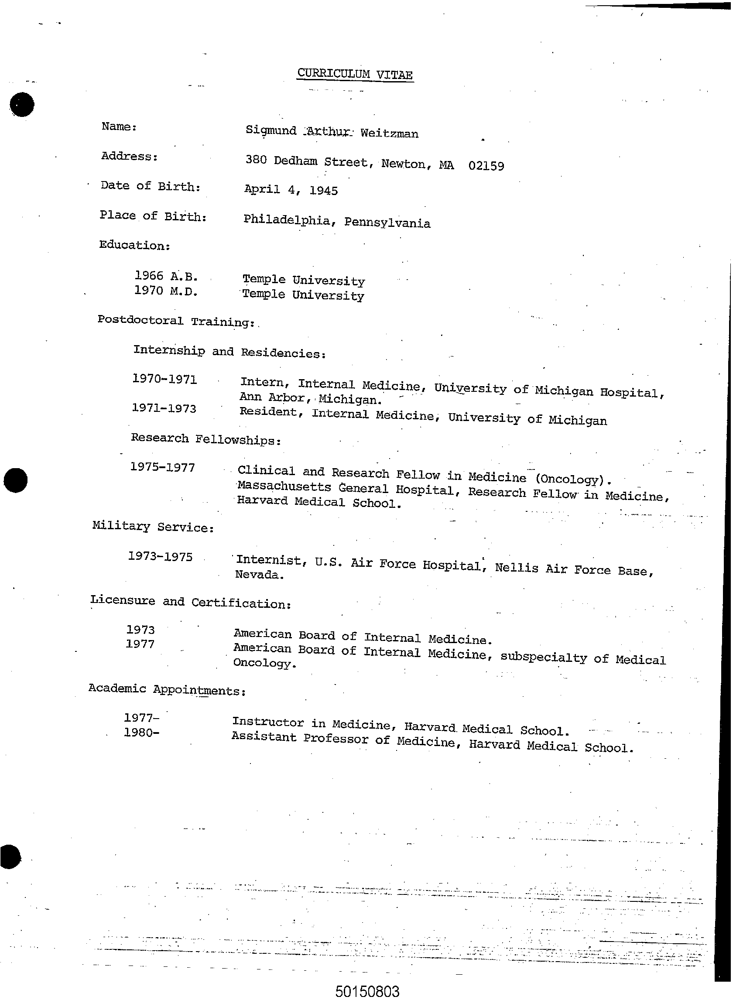 CURRICULUM VITAE
Name: Sigmund Arthur Weitzman
Address: 380 Dedham Street, Newton, MA 02159
Date of Birth: April 4, 1945
Place of Birth: Philadelphia, Pennsylvania
Education:
1966 A.B. Temple University
1970 M.D. Temple University
Postdoctoral Training:
Internship and Residencies:
1970-1971 Intern, Internal Medicine, University of Michigan Hospital,
Ann Arbor, Michigan.
1971-1973 Resident, Internal Medicine, University of Michigan
Research Fellowships:
1975-1977 Clinical and Research Fellow in Medicine (Oncology).
Massachusetts General Hospital, Research Fellow in Medicine,
Harvard Medical School.
Military Service:
1973-1975 Internist, U.S. Air Force Hospital, Nellis Air Force Base,
Nevada.
Licensure and Certification:
1973 American Board of Internal Medicine.
1977 American Board of Internal Medicine, subspecialty of Medical
Oncology.
Academic Appointments:
1977- Instructor in Medicine, Harvard Medical School.
1980- Assistant Professor of Medicine, Harvard Medical School.
50150803